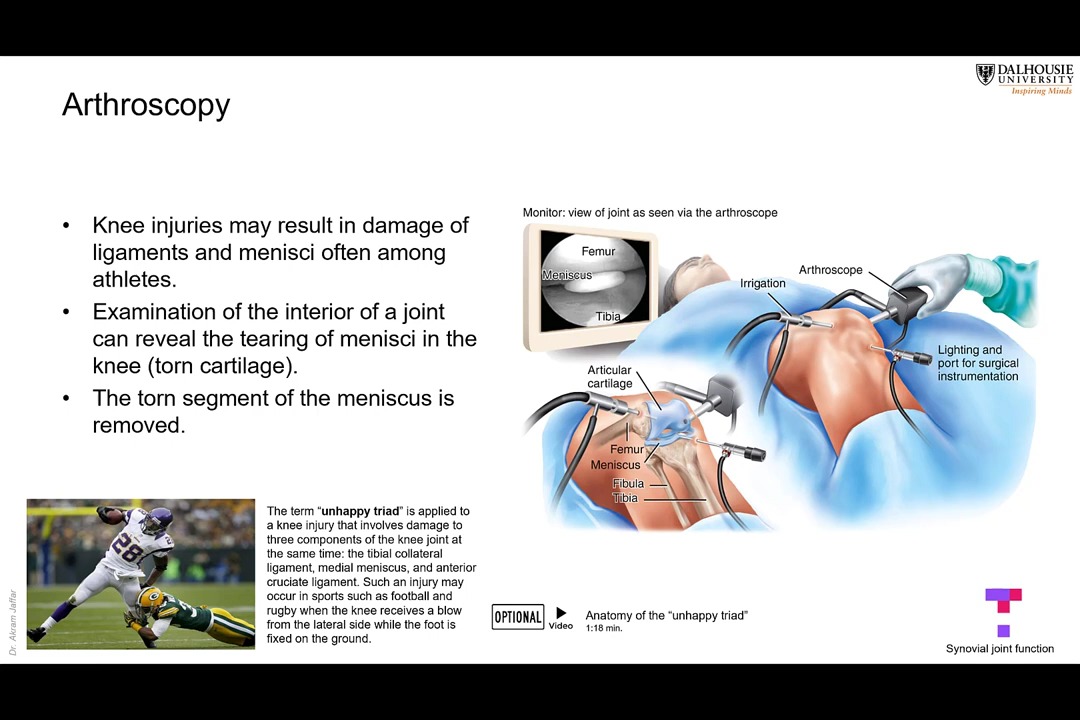 DALHOUSIE
UNIVERSITY
Inspiring Minds
Arthroscopy
• Knee injuries may result in damage of
ligaments and menisci often among
athletes.
• Examination of the interior of a joint
can reveal the tearing of menisci in the
knee (torn cartilage).
• The torn segment of the meniscus is
removed.
Monitor: view of joint as seen via the arthroscope
Femur
Meniscus
Tibia
Irrigation
Arthroscope
Lighting and
port for surgical
instrumentation
Articular
cartilage
Femur
Meniscus
Fibula
Tibia
28
The term “unhappy triad” is applied to
a knee injury that involves damage to
three components of the knee joint at
the same time: the tibial collateral
ligament, medial meniscus, and anterior
cruciate ligament. Such an injury may
occur in sports such as football and
rugby when the knee receives a blow
from the lateral side while the foot is
fixed on the ground.
Dr. Akram Jaffar
OPTIONAL
Video
Anatomy of the “unhappy triad”
1:18 min.
Synovial joint function